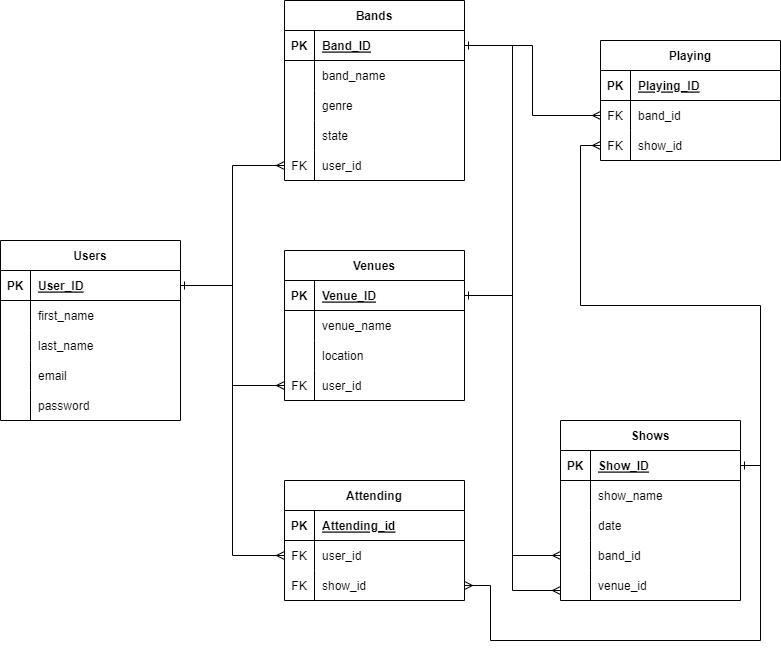 Bands
PK Band_ID
band_name
genre
state
FK user_id
Playing
PK Playing_ID
FK band_id
FK show_id
Users
PK User_ID
first_name
last_name
email
password
Venues
PK Venue_ID
venue_name
location
FK user_id
Shows
PK Show_ID
show_name
date
band_id
venue_id
Attending
PK Attending_id
FK user_id
FK show_id